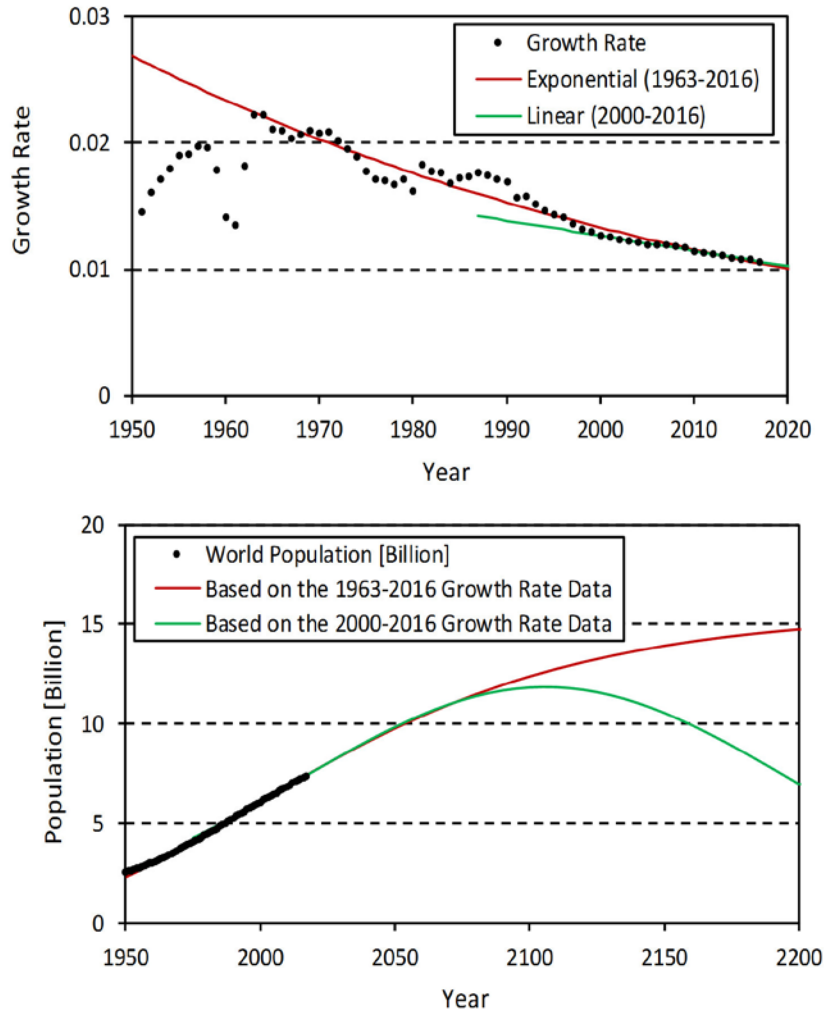 0.03
Growth Rate
Exponential (1963-2016)
Linear (2000-2016)
0.02
0.01
0
Growth Rate
1950 1960 1970 1980 1990 2000 2010 2020
Year
20
World Population [Billion]
Based on the 1963-2016 Growth Rate Data
Based on the 2000-2016 Growth Rate Data
15
10
5
0
Population [Billion]
1950 2000 2050 2100 2150 2200
Year